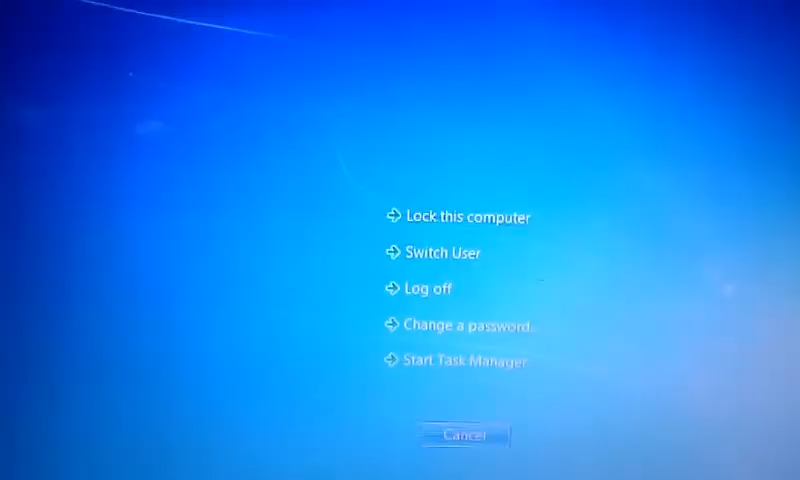 Lock this computer
Switch User
Log off
Change a password...
Start Task Manager
Cancel